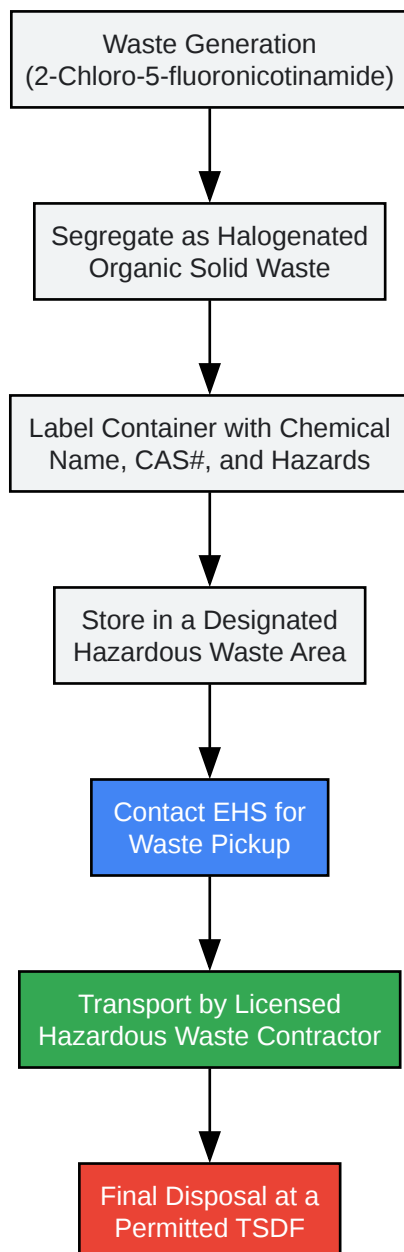 Waste Generation
(2-Chloro-5-fluoronicotinamide)
Segregate as Halogenated
Organic Solid Waste
Label Container with Chemical
Name, CAS#, and Hazards
Store in a Designated
Hazardous Waste Area
Contact EHS for
Waste Pickup
Transport by Licensed
Hazardous Waste Contractor
Final Disposal at a
Permitted TSDF